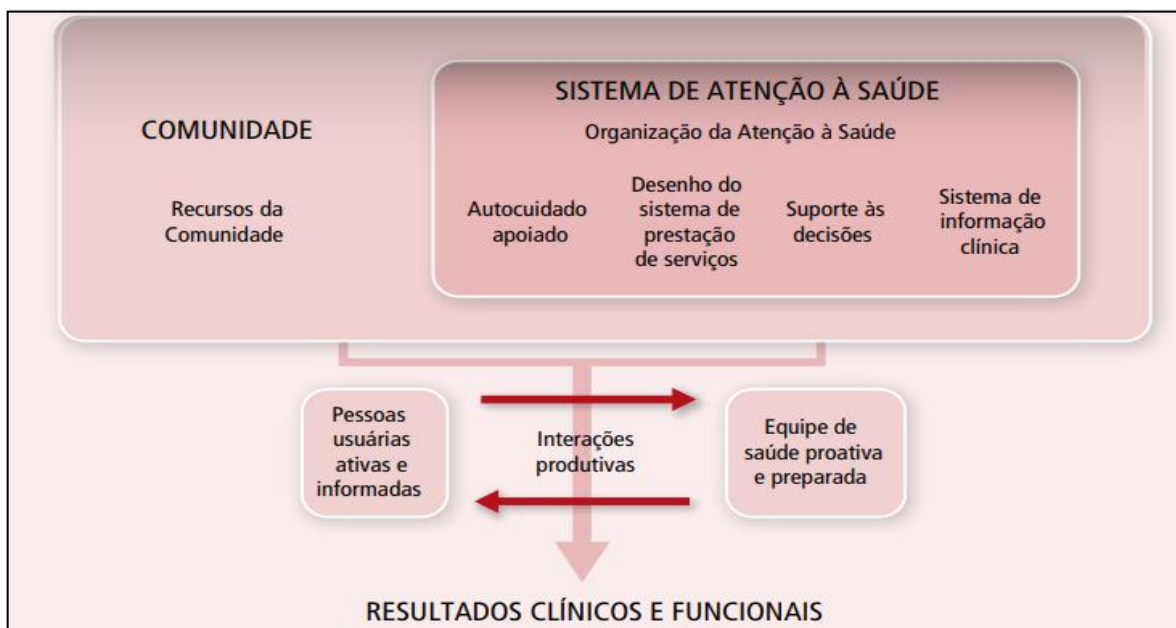 SISTEMA DE ATENÇÃO À SAÚDE
Organização da Atenção à Saúde
COMUNIDADE
Recursos da
Comunidade
Autocuidado
apoiado
Desenho do
sistema de
prestação
de serviços
Suporte às
decisões
Sistema de
informação
clínica
Pessoas
usuárias
ativas e
informadas
Interações
produtivas
Equipe de
saúde proativa
e preparada
RESULTADOS CLÍNICOS E FUNCIONAIS